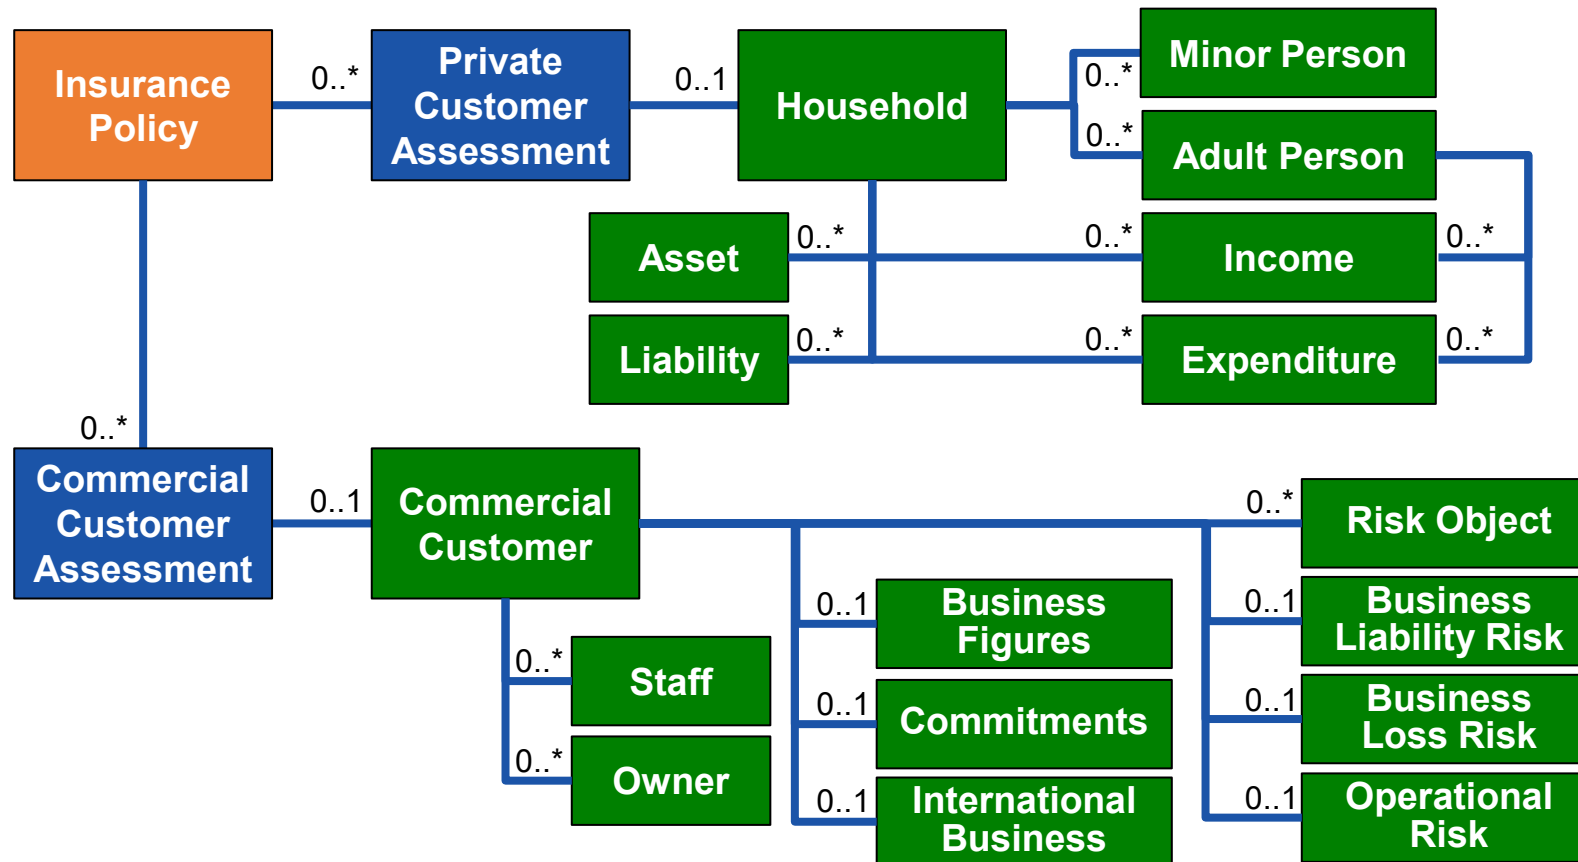 Insurance
Policy
0..*
Private
Customer
Assessment
0..1
Household
0..*
Minor Person
0..*
Adult Person
Asset
0..*
0..*
Income
0..*
Liability
0..*
0..*
Expenditure
0..*
0..*
Commercial
Customer
Assessment
0..1
Commercial
Customer
0..*
Staff
0..*
Owner
0..1
Business
Figures
0..1
Commitments
0..1
International
Business
0..*
Risk Object
0..1
Business
Liability Risk
0..1
Business
Loss Risk
0..1
Operational
Risk